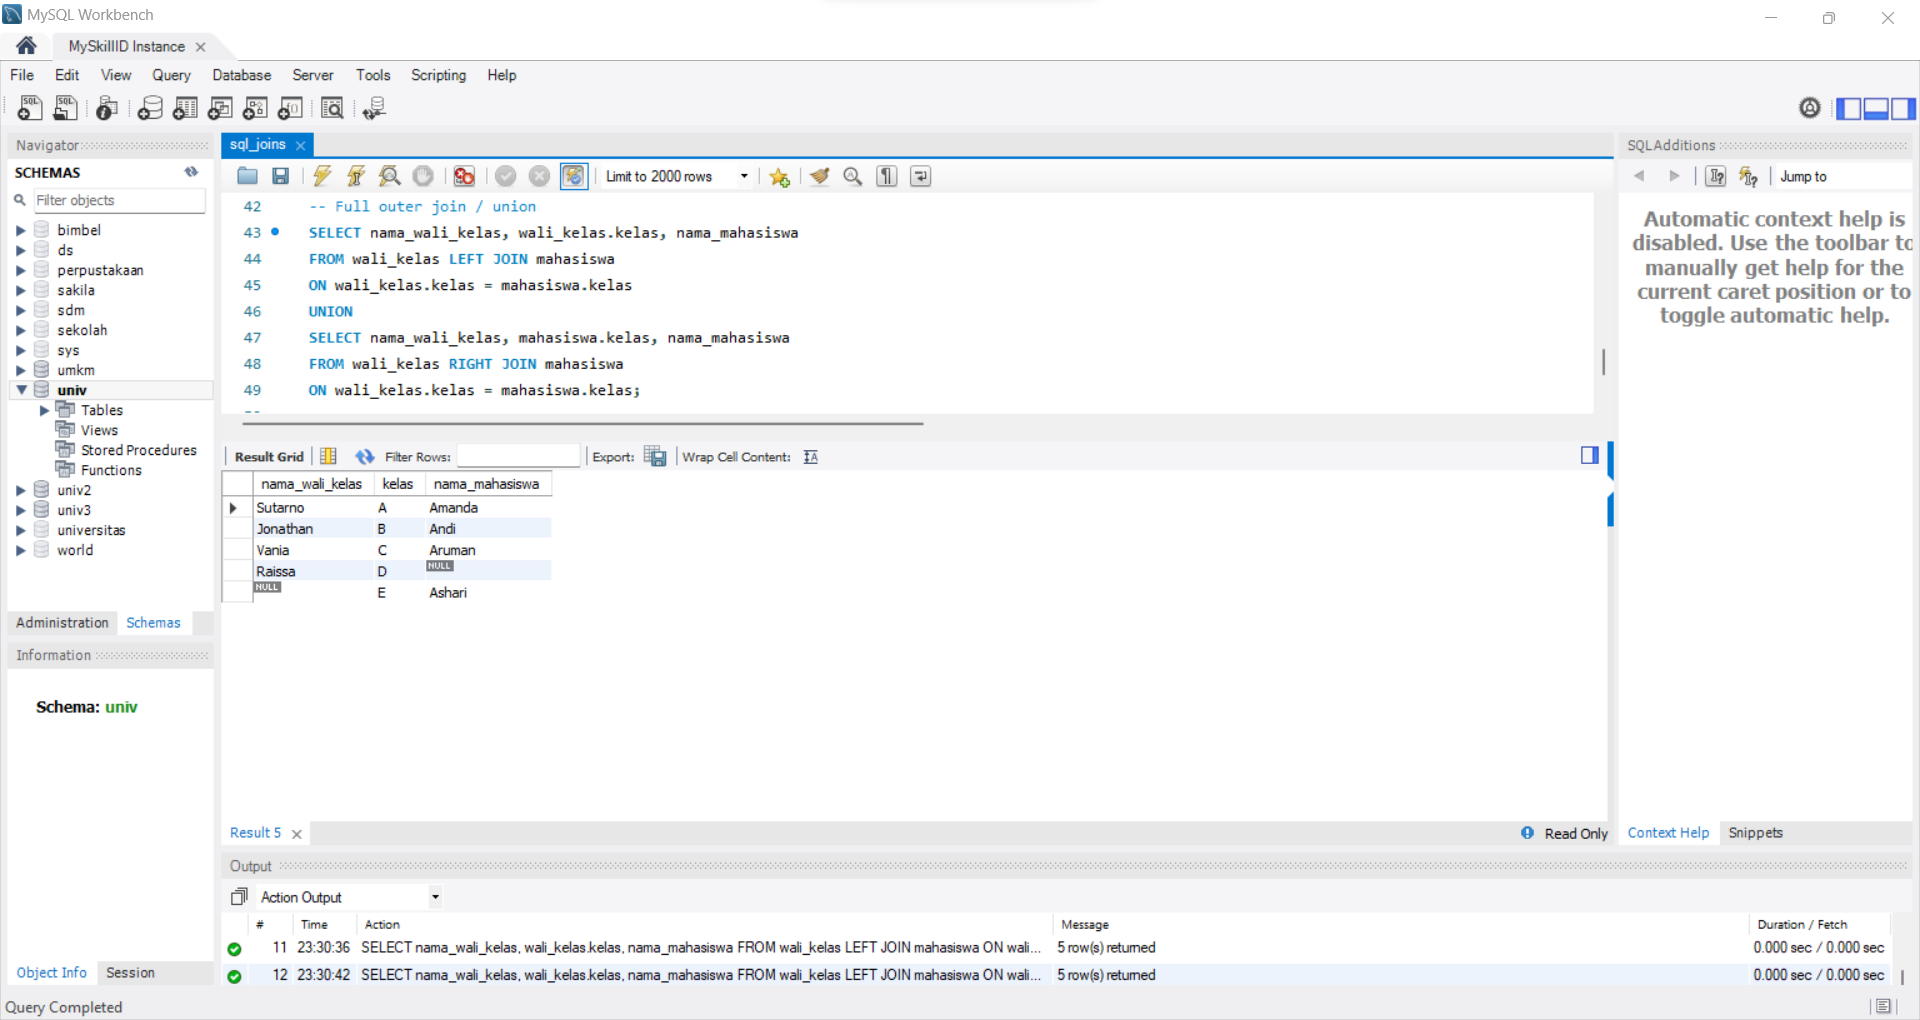 MySQL Workbench
MySkillID Instance
File Edit View Query Database Server Tools Scripting Help
Navigator
SCHEMAS
Filter objects
bimbel
ds
perpustakaan
sakila
sdm
sekolah
sys
umkm
univ
Tables
Views
Stored Procedures
Functions
univ2
univ3
universitas
world
Administration Schemas
Information
Schema: univ
Object Info Session
sql_joins
Limit to 2000 rows
42 -- Full outer join / union
43 SELECT nama_wali_kelas, wali_kelas.kelas, nama_mahasiswa
44 FROM wali_kelas LEFT JOIN mahasiswa
45 ON wali_kelas.kelas = mahasiswa.kelas
46 UNION
47 SELECT nama_wali_kelas, mahasiswa.kelas, nama_mahasiswa
48 FROM wali_kelas RIGHT JOIN mahasiswa
49 ON wali_kelas.kelas = mahasiswa.kelas;
Result Grid Filter Rows: Export: Wrap Cell Content:
nama_wali_kelas kelas nama_mahasiswa
Sutarno A Amanda
Jonathan B Andi
Vania C Aruman
Raissa D NULL
NULL E Ashari
Result 5
Read Only
SQLAdditions
Jump to
Automatic context help is
disabled. Use the toolbar to
manually get help for the
current caret position or to
toggle automatic help.
Context Help Snippets
Output
Action Output
# Time Action Message Duration / Fetch
11 23:30:36 SELECT nama_wali_kelas, wali_kelas.kelas, nama_mahasiswa FROM wali_kelas LEFT JOIN mahasiswa ON wali... 5 row(s) returned 0.000 sec / 0.000 sec
12 23:30:42 SELECT nama_wali_kelas, wali_kelas.kelas, nama_mahasiswa FROM wali_kelas LEFT JOIN mahasiswa ON wali... 5 row(s) returned 0.000 sec / 0.000 sec
Query Completed